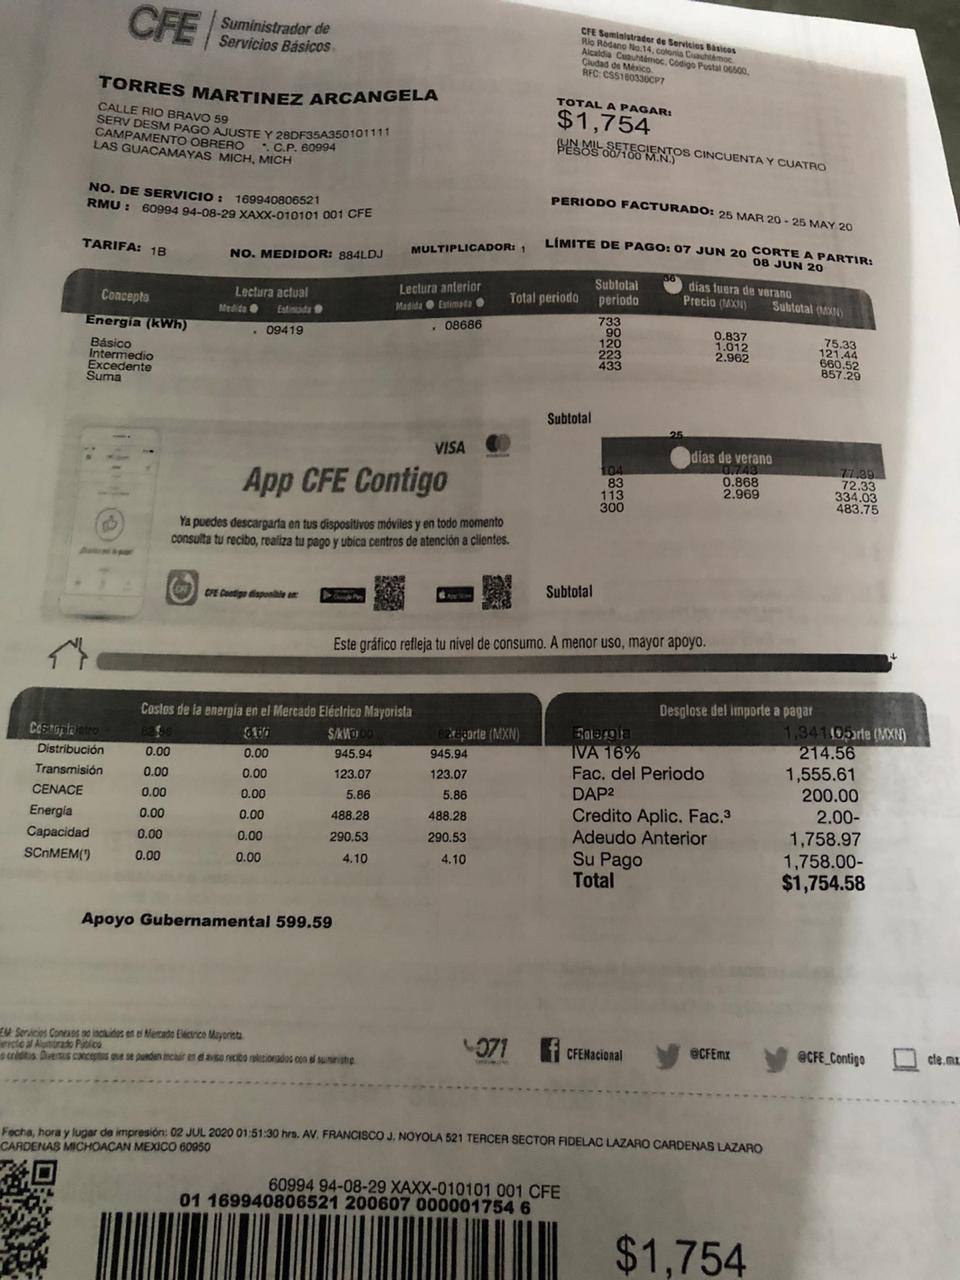 CFE Suministrador de
Servicios Básicos
CFE Suministrador de Servicios Básicos
Río Ródano No.14, colonia Cuauhtémoc,
Alcaldía Cuauhtémoc, Código Postal 06500,
Ciudad de México.
RFC: CSS160330CP7
TORRES MARTINEZ ARCANGELA
CALLE RIO BRAVO 59
SERV DESM PAGO AJUSTE Y 28DF35A350101111
CAMPAMENTO OBRERO *. C.P. 60994
LAS GUACAMAYAS MICH, MICH
TOTAL A PAGAR:
$1,754
(UN MIL SETECIENTOS CINCUENTA Y CUATRO
PESOS 00/100 M.N.)
NO. DE SERVICIO : 169940806521
RMU : 60994 94-08-29 XAXX-010101 001 CFE
PERIODO FACTURADO: 25 MAR 20 - 25 MAY 20
TARIFA: 1B NO. MEDIDOR: 884LDJ MULTIPLICADOR: 1 LÍMITE DE PAGO: 07 JUN 20 CORTE A PARTIR:
08 JUN 20
Concepto Lectura actual Lectura anterior Total periodo Subtotal periodo 36 días fuera de verano
Medida Estimada Medida Estimada Precio (MXN) Subtotal (MXN)
Energía (kWh) 09419 08686 733
Básico 90 0.837 75.33
Intermedio 120 1.012 121.44
Excedente 223 2.962 660.52
Suma 433 857.29
Subtotal
25
días de verano
104 0.743 77.39
83 0.868 72.33
113 2.969 334.03
300 483.75
VISA
App CFE Contigo
Ya puedes descargarla en tus dispositivos móviles y en todo momento
consulta tu recibo, realiza tu pago y ubica centros de atención a clientes.
CFE Contigo disponible en: Google Play App Store
Subtotal
Este gráfico refleja tu nivel de consumo. A menor uso, mayor apoyo.
Costos de la energía en el Mercado Eléctrico Mayorista
$/kW Importe (MXN)
Distribución 0.00 0.00 945.94 945.94
Transmisión 0.00 0.00 123.07 123.07
CENACE 0.00 0.00 5.86 5.86
Energía 0.00 0.00 488.28 488.28
Capacidad 0.00 0.00 290.53 290.53
SCnMEM(¹) 0.00 0.00 4.10 4.10
Desglose del importe a pagar
Energía 1,341.05 Importe (MXN)
IVA 16% 214.56
Fac. del Periodo 1,555.61
DAP² 200.00
Credito Aplic. Fac.³ 2.00-
Adeudo Anterior 1,758.97
Su Pago 1,758.00-
Total $1,754.58
Apoyo Gubernamental 599.59
EM: Servicios Conexos no incluidos en el Mercado Eléctrico Mayorista
al Alumbrado Público
o créditos. Diversos conceptos que se pueden incluir en el aviso recibo relacionados con el suministro.
071 CFENacional @CFEmx @CFE_Contigo cfe.mx
Fecha, hora y lugar de impresión: 02 JUL 2020 01:51:30 hrs. AV. FRANCISCO J. NOYOLA 521 TERCER SECTOR FIDELAC LAZARO CARDENAS LAZARO
CARDENAS MICHOACAN MEXICO 60950
60994 94-08-29 XAXX-010101 001 CFE
01 169940806521 200607 000001754 6
$1,754